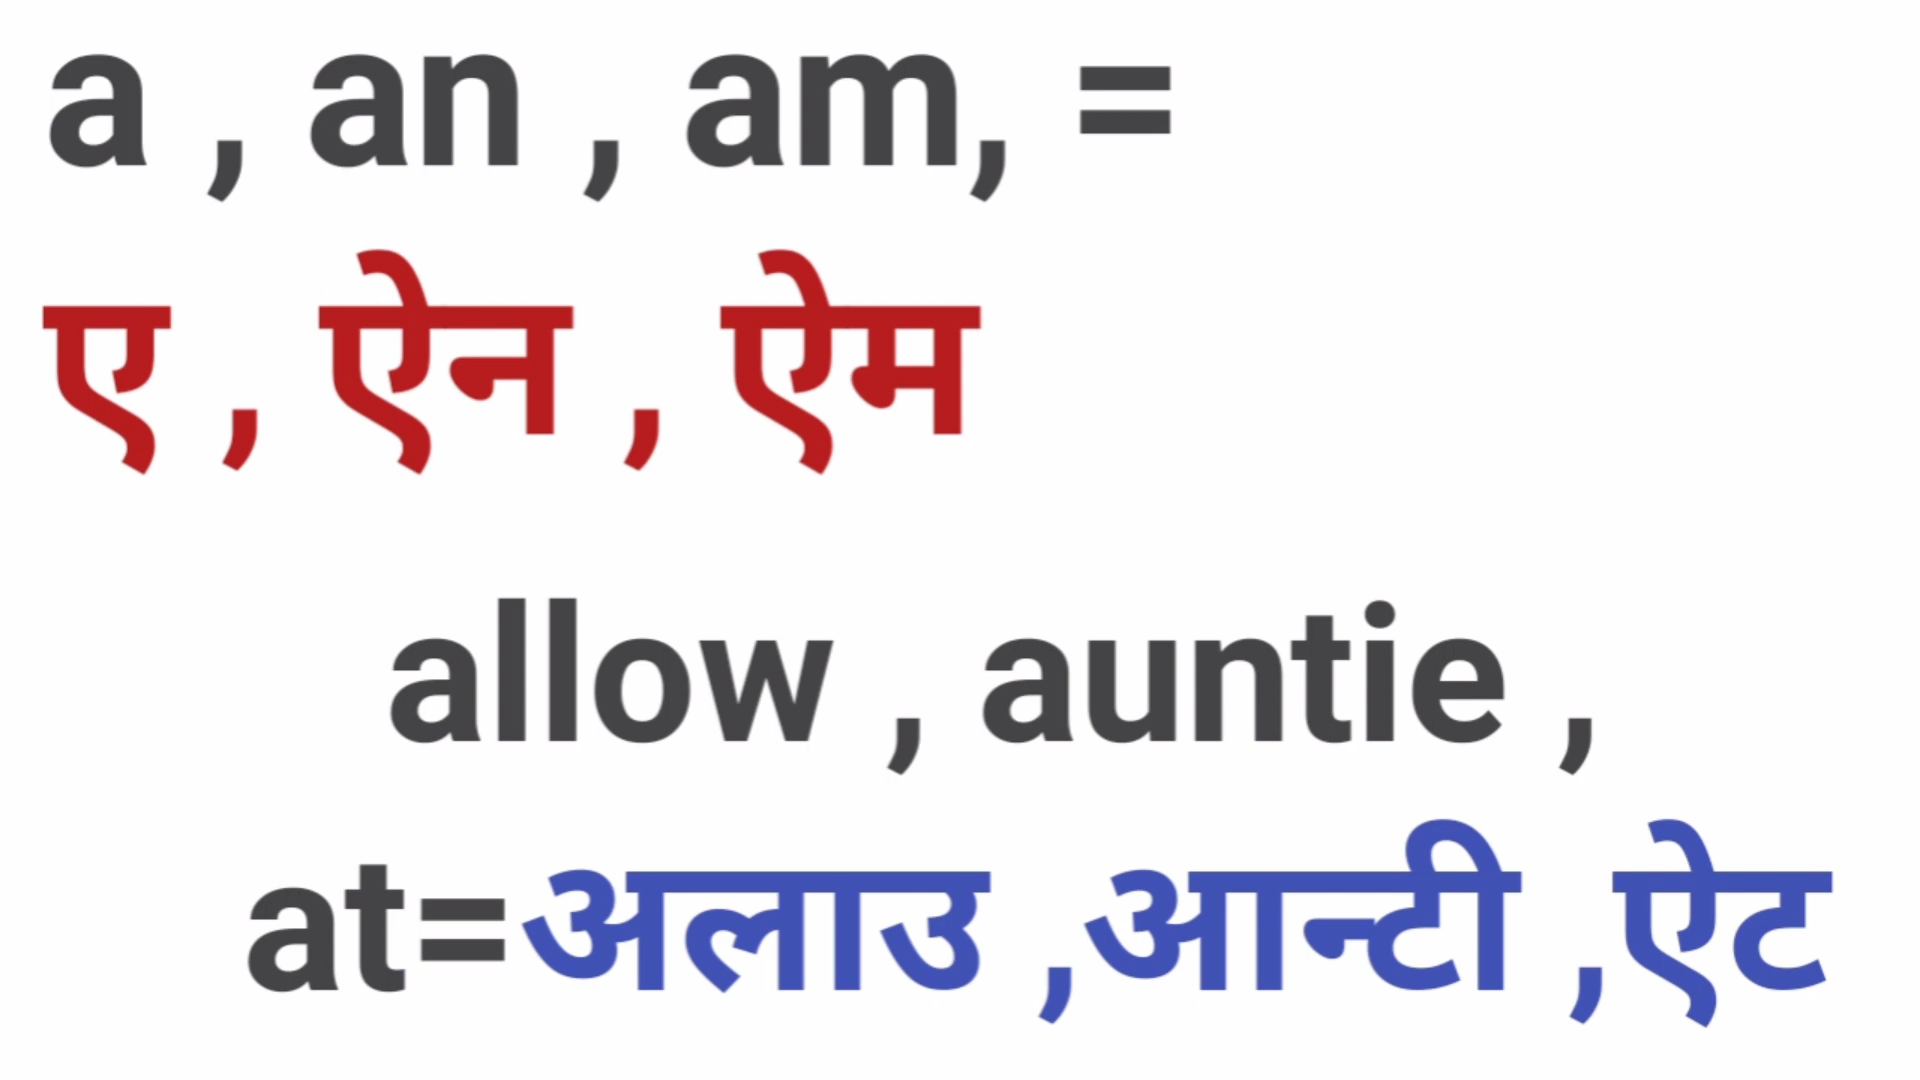 a , an , am, =
ए , ऐन , ऐम
allow , auntie ,
at=अलाउ ,आन्टी ,ऐट